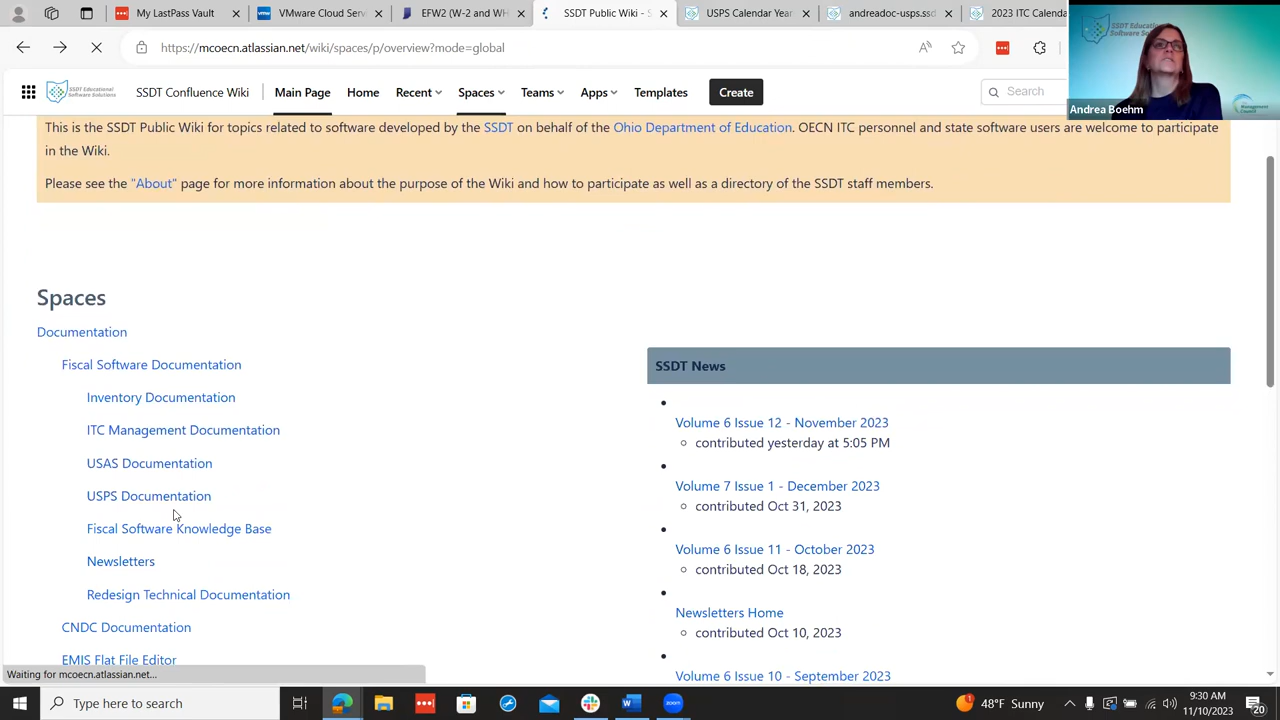 My LastPass Vault
VMware Cloud Serv
EFW2 (W-2 and WH
SSDT Public Wiki -
USPS Calendar Yea
andreadoc-usps.ssd
2023 ITC Calenda
https://mcoecn.atlassian.net/wiki/spaces/p/overview?mode=global
SSDT Educational
Software Solutions
SSDT Confluence Wiki
Main Page
Home
Recent
Spaces
Teams
Apps
Templates
Create
Search
Andrea Boehm
This is the SSDT Public Wiki for topics related to software developed by the SSDT on behalf of the Ohio Department of Education. OECN ITC personnel and state software users are welcome to participate
in the Wiki.
Please see the "About" page for more information about the purpose of the Wiki and how to participate as well as a directory of the SSDT staff members.
Spaces
Documentation
Fiscal Software Documentation
Inventory Documentation
ITC Management Documentation
USAS Documentation
USPS Documentation
Fiscal Software Knowledge Base
Newsletters
Redesign Technical Documentation
CNDC Documentation
EMIS Flat File Editor
SSDT News
Volume 6 Issue 12 - November 2023
contributed yesterday at 5:05 PM
Volume 7 Issue 1 - December 2023
contributed Oct 31, 2023
Volume 6 Issue 11 - October 2023
contributed Oct 18, 2023
Newsletters Home
contributed Oct 10, 2023
Volume 6 Issue 10 - September 2023
Waiting for mcoecn.atlassian.net...
Type here to search
48°F Sunny
9:30 AM
11/10/2023
20